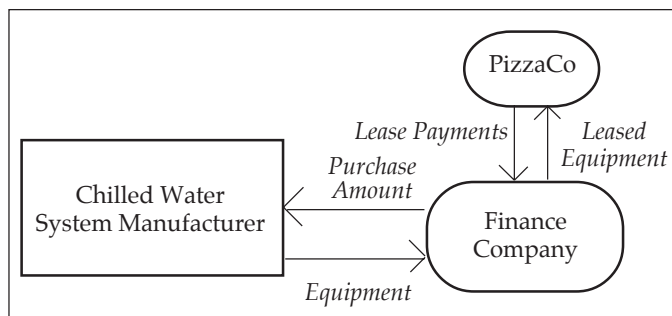 PizzaCo
Lease Payments
Leased
Equipment
Purchase
Amount
Chilled Water
System Manufacturer
Finance
Company
Equipment